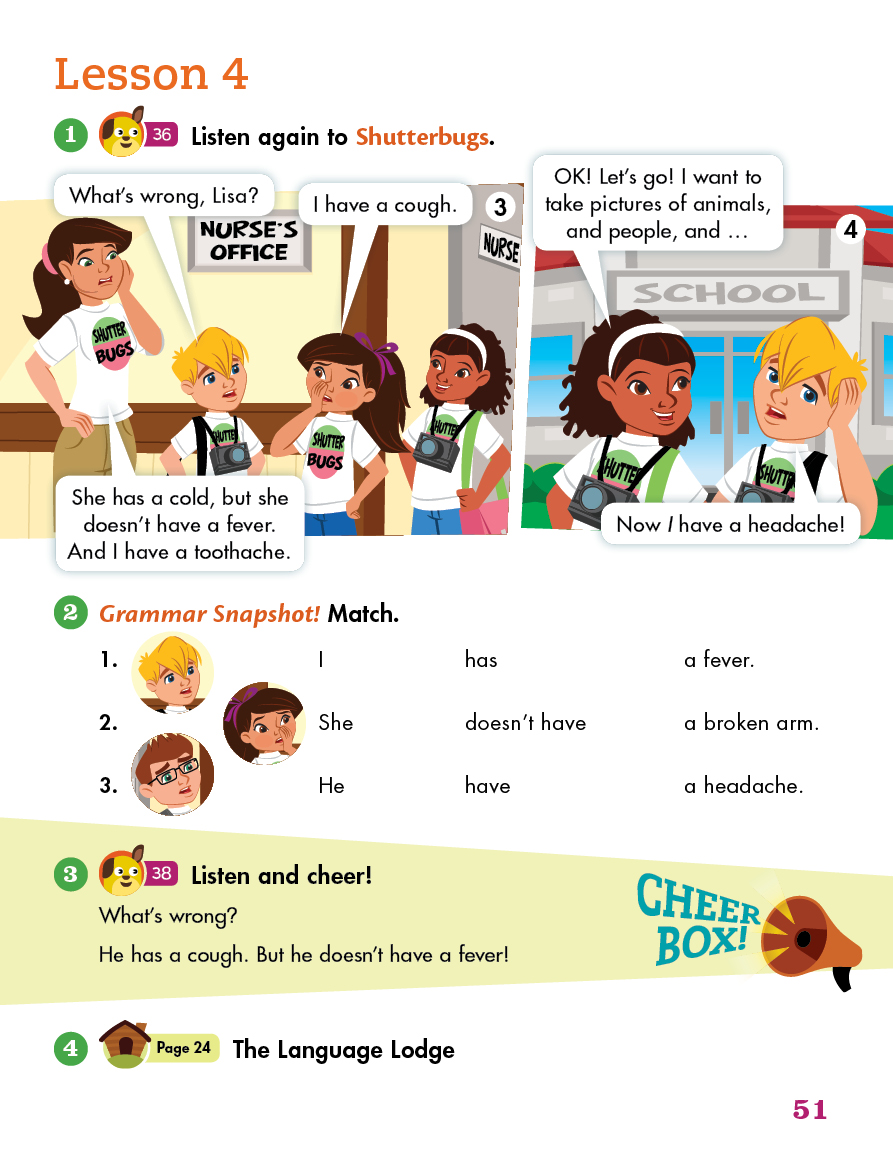 Lesson 4
1 36 Listen again to Shutterbugs.
What's wrong, Lisa?
NURSE'S
OFFICE
I have a cough.
3
NURSE
SHUTTER
BUGS
SHUTTER
SHUTTER
BUGS
She has a cold, but she
doesn't have a fever.
And I have a toothache.
OK! Let's go! I want to
take pictures of animals,
and people, and …
4
SCHOOL
SHUTTE
SHUTT
Now I have a headache!
2 Grammar Snapshot! Match.
1. I has a fever.
2. She doesn't have a broken arm.
3. He have a headache.
3 38 Listen and cheer!
What's wrong?
He has a cough. But he doesn't have a fever!
CHEER
BOX!
4 Page 24 The Language Lodge
51